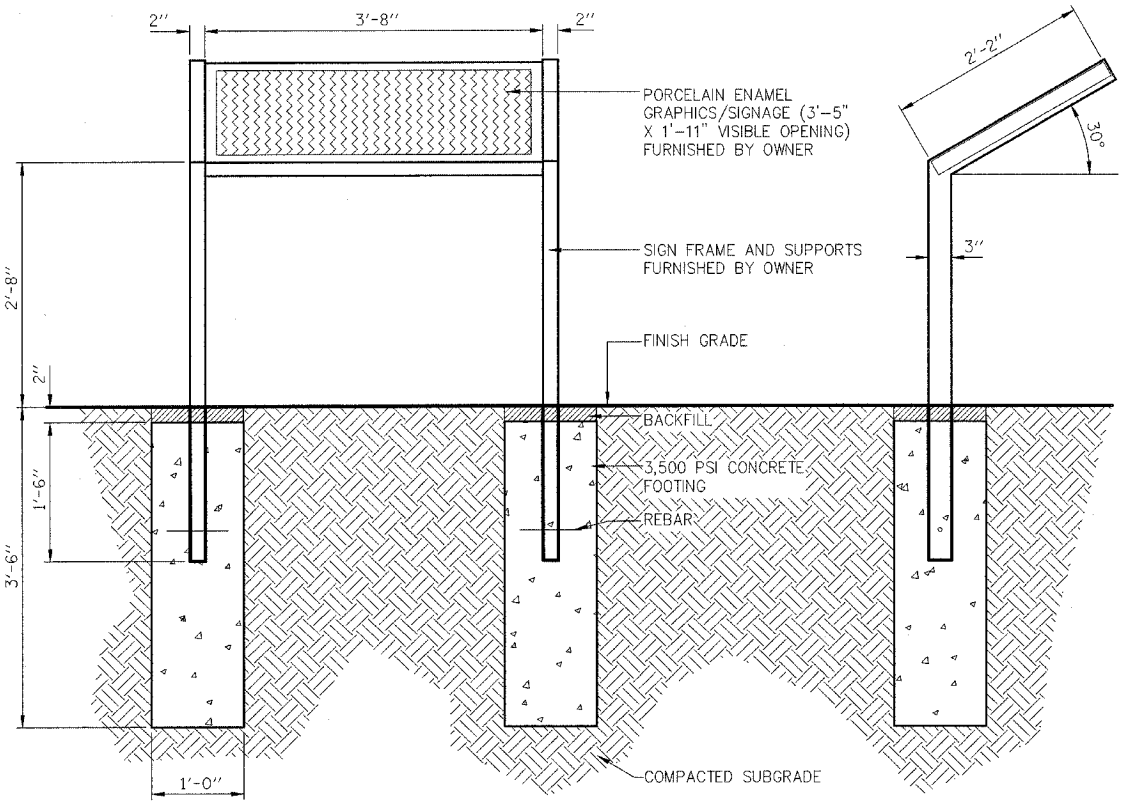 2"
3'-8"
2"
2'-2"
PORCELAIN ENAMEL
GRAPHICS/SIGNAGE (3'-5"
X 1'-11" VISIBLE OPENING)
FURNISHED BY OWNER
30°
SIGN FRAME AND SUPPORTS
FURNISHED BY OWNER
3"
2'-8"
FINISH GRADE
2"
BACKFILL
3,500 PSI CONCRETE
FOOTING
1'-6"
REBAR
3'-6"
COMPACTED SUBGRADE
1'-0"